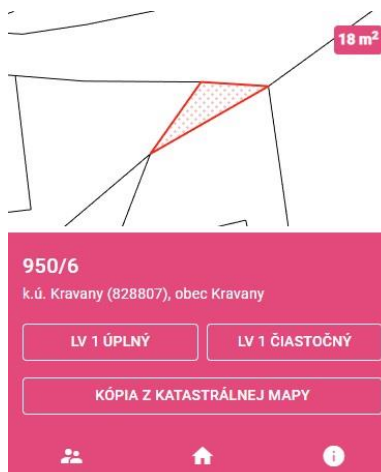 18 m²
950/6
k.ú. Kravany (828807), obec Kravany
LV 1 ÚPLNÝ
LV 1 ČIASTOČNÝ
KÓPIA Z KATASTRÁLNEJ MAPY